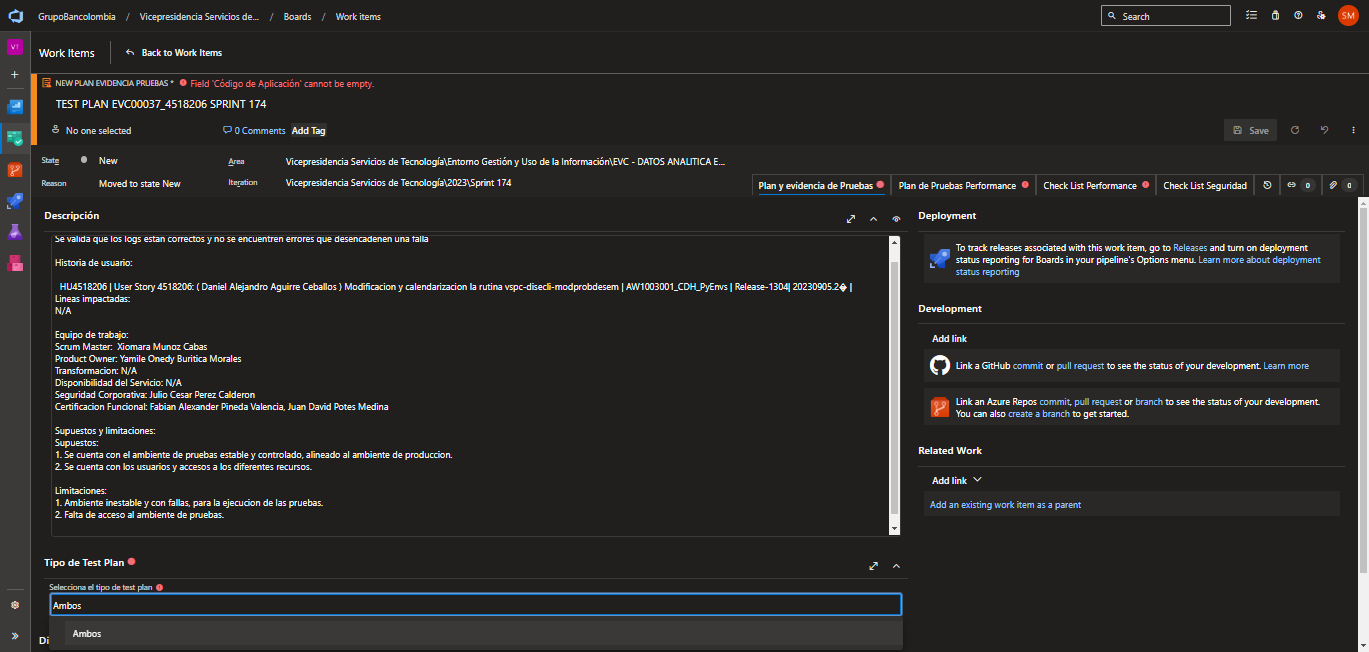 GrupoBancolombia / Vicepresidencia Servicios de... / Boards / Work items
Search
SM
VT
Work Items
Back to Work Items
NEW PLAN EVIDENCIA PRUEBAS *
Field 'Código de Aplicación' cannot be empty.
TEST PLAN EVC00037_4518206 SPRINT 174
No one selected
0 Comments
Add Tag
Save
State
New
Area
Vicepresidencia Servicios de Tecnología\Entorno Gestión y Uso de la Información\EVC - DATOS ANALITICA E...
Reason
Moved to state New
Iteration
Vicepresidencia Servicios de Tecnología\2023\Sprint 174
Plan y evidencia de Pruebas
Plan de Pruebas Performance
Check List Performance
Check List Seguridad
0
0
Descripción
Se valida que los logs estan correctos y no se encuentren errores que desencadenen una falla
Historia de usuario:
HU4518206 | User Story 4518206: ( Daniel Alejandro Aguirre Ceballos ) Modificacion y calendarizacion la rutina vspc-disecli-modprobdesem | AW1003001_CDH_PyEnvs | Release-1304| 20230905.2� |
Lineas impactadas:
N/A
Equipo de trabajo:
Scrum Master:  Xiomara Munoz Cabas
Product Owner: Yamile Onedy Buritica Morales
Transformacion: N/A
Disponibilidad del Servicio: N/A
Seguridad Corporativa: Julio Cesar Perez Calderon
Certificacion Funcional: Fabian Alexander Pineda Valencia, Juan David Potes Medina
Supuestos y limitaciones:
Supuestos:
1. Se cuenta con el ambiente de pruebas estable y controlado, alineado al ambiente de produccion.
2. Se cuenta con los usuarios y accesos a los diferentes recursos.
Limitaciones:
1. Ambiente inestable y con fallas, para la ejecucion de las pruebas.
2. Falta de acceso al ambiente de pruebas.
Tipo de Test Plan
Selecciona el tipo de test plan
Ambos
Ambos
Di
Deployment
To track releases associated with this work item, go to Releases and turn on deployment
status reporting for Boards in your pipeline's Options menu. Learn more about deployment
status reporting
Development
Add link
Link a GitHub commit or pull request to see the status of your development. Learn more
Link an Azure Repos commit, pull request or branch to see the status of your development.
You can also create a branch to get started.
Related Work
Add link
Add an existing work item as a parent